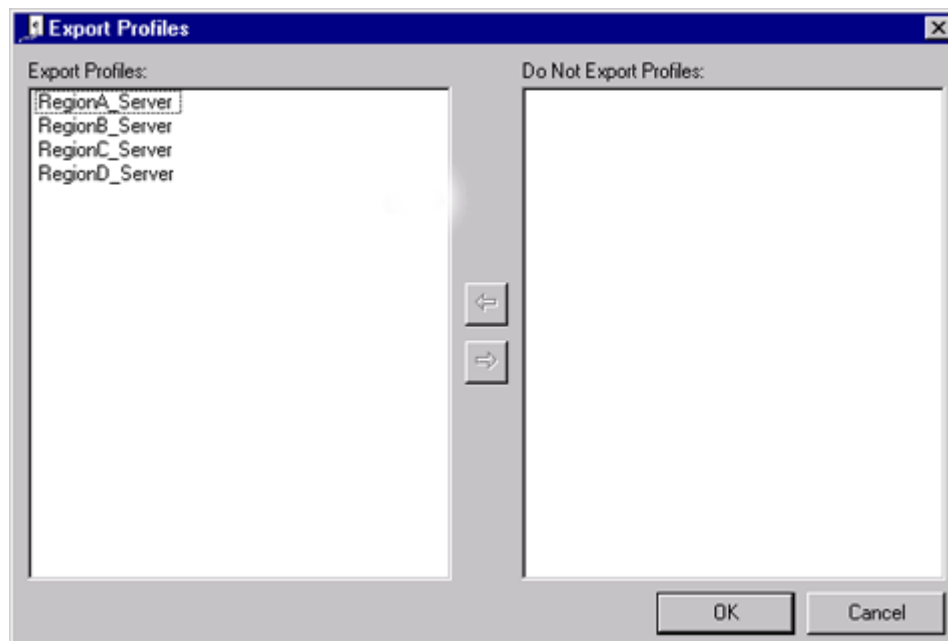 Export Profiles
Export Profiles:
Do Not Export Profiles:
RegionA_Server
RegionB_Server
RegionC_Server
RegionD_Server
OK
Cancel